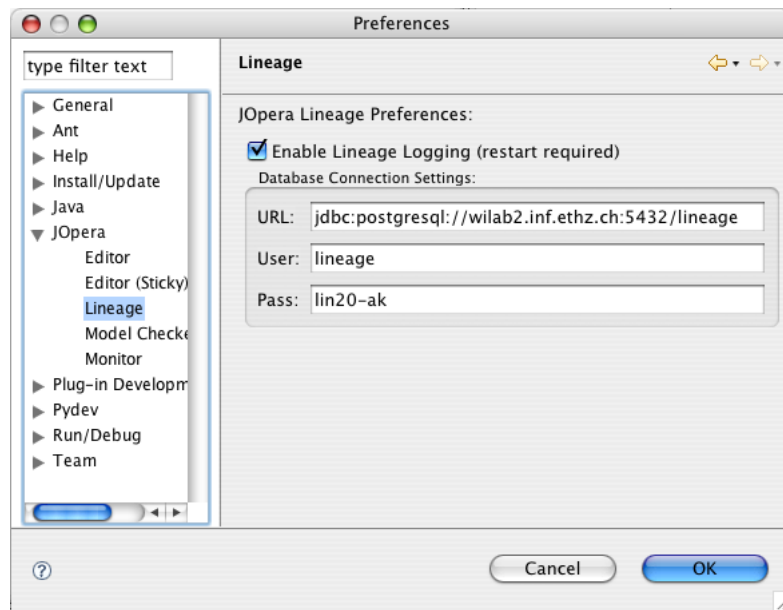 Preferences
type filter text
General
Ant
Help
Install/Update
Java
JOpera
Editor
Editor (Sticky)
Lineage
Model Checke
Monitor
Plug-in Developm
Pydev
Run/Debug
Team
Lineage
JOpera Lineage Preferences:
Enable Lineage Logging (restart required)
Database Connection Settings:
URL: jdbc:postgresql://wilab2.inf.ethz.ch:5432/lineage
User: lineage
Pass: lin20-ak
?
Cancel OK